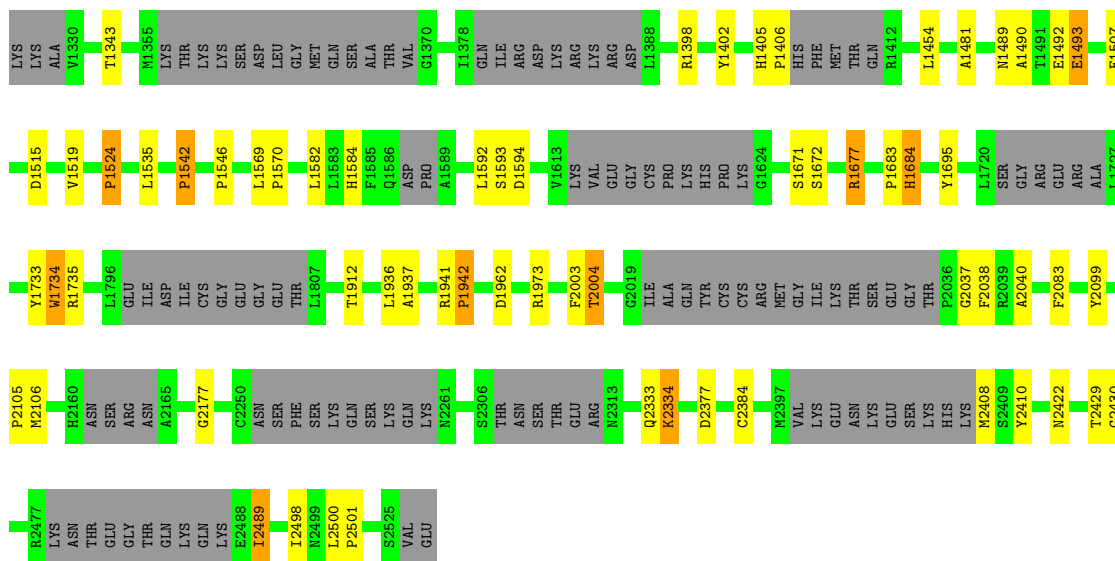 LYS LYS ALA V1330 T1343 M1355 LYS THR LYS LYS SER ASP LEU GLY MET GLN SER ALA THR VAL G1370 I1378 GLN ILE ARG ASP LYS ARG LYS ARG ASP L1388 R1398 Y1402 H1405 P1406 HIS PHE MET THR GLN R1412 L1454 A1481 N1489 A1490 T1491 E1492 E1493
D1515 V1519 P1524 L1535 P1542 P1546 L1569 P1570 L1582 L1583 H1584 F1585 Q1586 ASP PRO A1589 L1592 S1593 D1594 V1613 LYS VAL GLU GLY CYS PRO LYS HIS PRO LYS G1624 S1671 S1672 R1677 P1683 H1684 Y1695 L1720 SER GLY ARG GLU ARG ALA L1727
Y1733 W1734 R1735 L1796 GLU ILE ASP ILE CYS GLY GLU GLY THR L1807 T1912 L1936 A1937 R1941 P1942 D1962 R1973 F2003 T2004 G2019 ILE ALA GLN TYR CYS CYS ARG MET GLY ILE LYS THR SER GLU GLY THR P2036 G2037 F2038 R2039 A2040 F2083 Y2099
P2105 M2106 H2160 ASN SER ARG ASN A2165 G2177 C2250 ASN SER PHE SER LYS GLN SER LYS GLN LYS N2261 S2306 THR ASN SER THR GLU ARG N2313 Q2333 K2334 D2377 C2384 M2397 VAL LYS GLU ASN LYS GLU SER LYS HIS LYS M2408 S2409 Y2410 N2422 T2429
R2477 LYS ASN THR GLU GLY THR GLN LYS GLN LYS E2488 I2489 I2498 N2499 L2500 P2501 S2525 VAL GLU